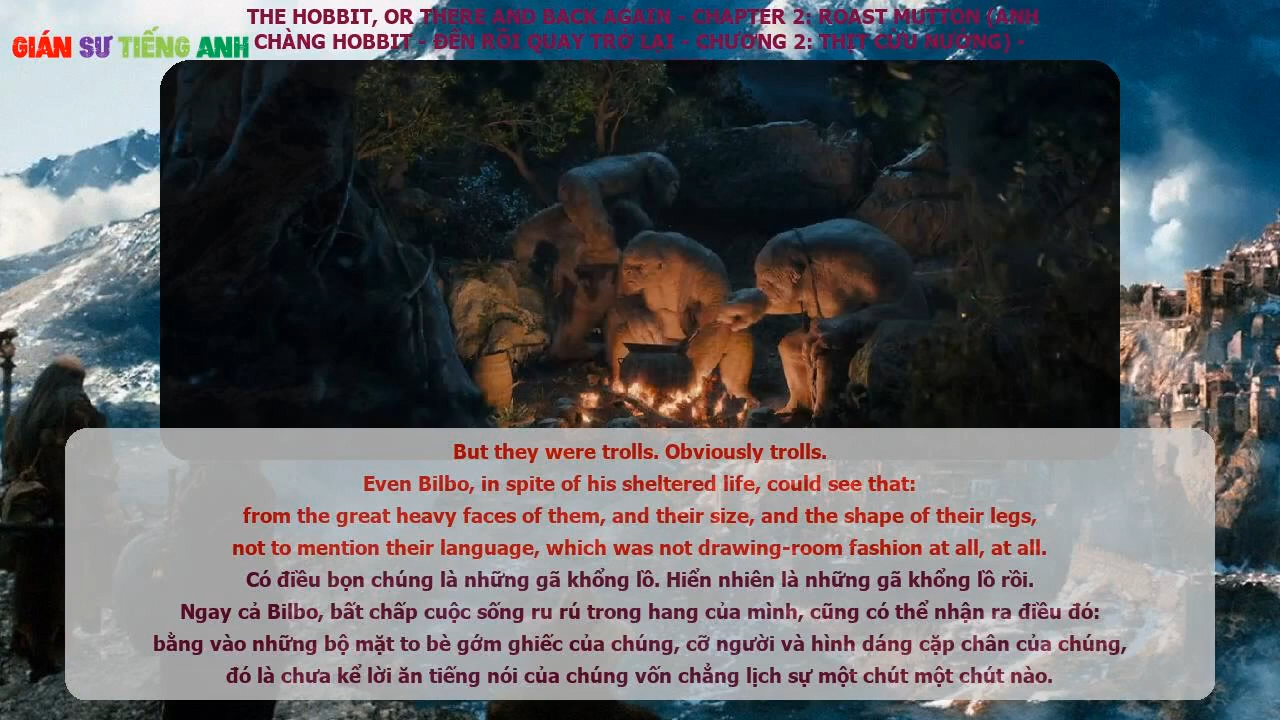 THE HOBBIT, OR THERE AND BACK AGAIN - CHAPTER 2: ROAST MUTTON (ANH
CHÀNG HOBBIT - ĐẾN RỒI QUAY TRỞ LẠI - CHƯƠNG 2: THỊT CỪU NƯỚNG) -
GIÁN SỨ TIẾNG ANH
But they were trolls. Obviously trolls.
Even Bilbo, in spite of his sheltered life, could see that:
from the great heavy faces of them, and their size, and the shape of their legs,
not to mention their language, which was not drawing-room fashion at all, at all.
Có điều bọn chúng là những gã khổng lồ. Hiển nhiên là những gã khổng lồ rồi.
Ngay cả Bilbo, bất chấp cuộc sống ru rú trong hang của mình, cũng có thể nhận ra điều đó:
bằng vào những bộ mặt to bè gớm ghiếc của chúng, cỡ người và hình dáng cặp chân của chúng,
đó là chưa kể lời ăn tiếng nói của chúng vốn chẳng lịch sự một chút một chút nào.